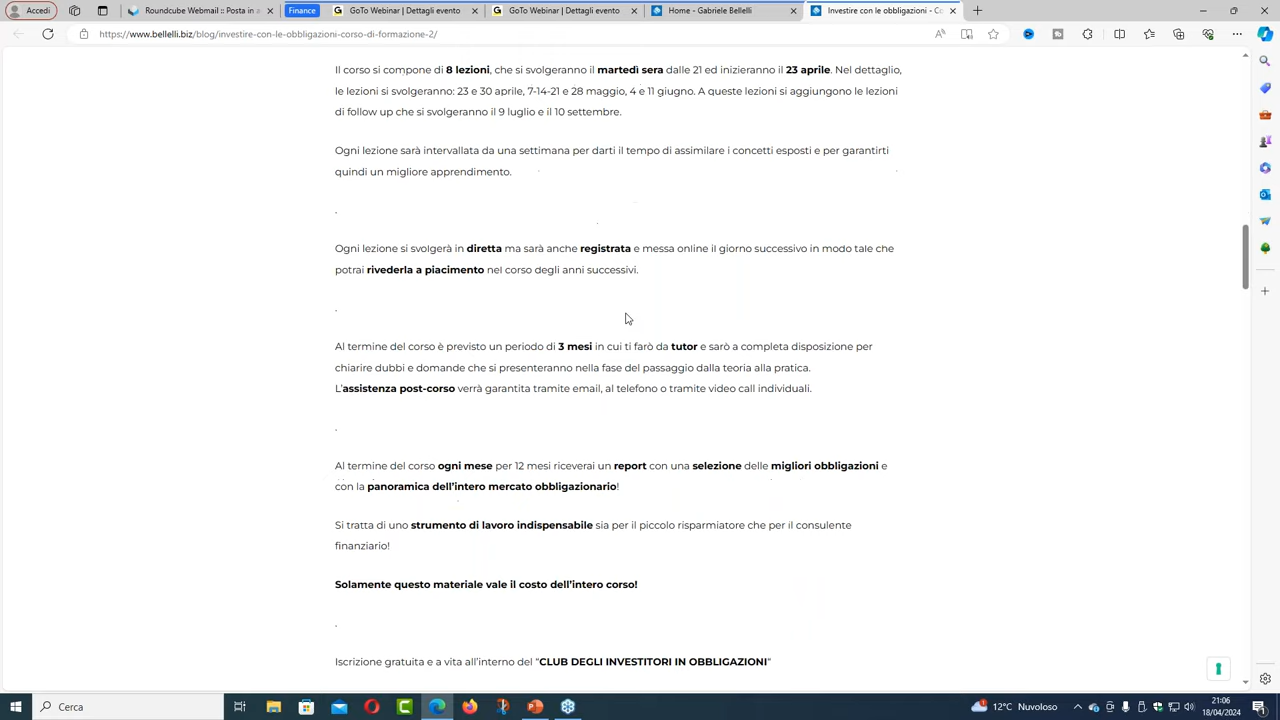 Accedi
Roundcube Webmail :: Posta in a
Finance
GoTo Webinar | Dettagli evento
GoTo Webinar | Dettagli evento
Home - Gabriele Bellelli
Investire con le obbligazioni - Co
https://www.bellelli.biz/blog/investire-con-le-obbligazioni-corso-di-formazione-2/
Il corso si compone di 8 lezioni, che si svolgeranno il martedì sera dalle 21 ed inizieranno il 23 aprile. Nel dettaglio,
le lezioni si svolgeranno: 23 e 30 aprile, 7-14-21 e 28 maggio, 4 e 11 giugno. A queste lezioni si aggiungono le lezioni
di follow up che si svolgeranno il 9 luglio e il 10 settembre.
Ogni lezione sarà intervallata da una settimana per darti il tempo di assimilare i concetti esposti e per garantirti
quindi un migliore apprendimento.
.
Ogni lezione si svolgerà in diretta ma sarà anche registrata e messa online il giorno successivo in modo tale che
potrai rivederla a piacimento nel corso degli anni successivi.
.
Al termine del corso è previsto un periodo di 3 mesi in cui ti farò da tutor e sarò a completa disposizione per
chiarire dubbi e domande che si presenteranno nella fase del passaggio dalla teoria alla pratica.
L'assistenza post-corso verrà garantita tramite email, al telefono o tramite video call individuali.
.
Al termine del corso ogni mese per 12 mesi riceverai un report con una selezione delle migliori obbligazioni e
con la panoramica dell'intero mercato obbligazionario!
Si tratta di uno strumento di lavoro indispensabile sia per il piccolo risparmiatore che per il consulente
finanziario!
Solamente questo materiale vale il costo dell'intero corso!
.
Iscrizione gratuita e a vita all'interno del "CLUB DEGLI INVESTITORI IN OBBLIGAZIONI"
Cerca
12°C Nuvoloso
21:06
18/04/2024